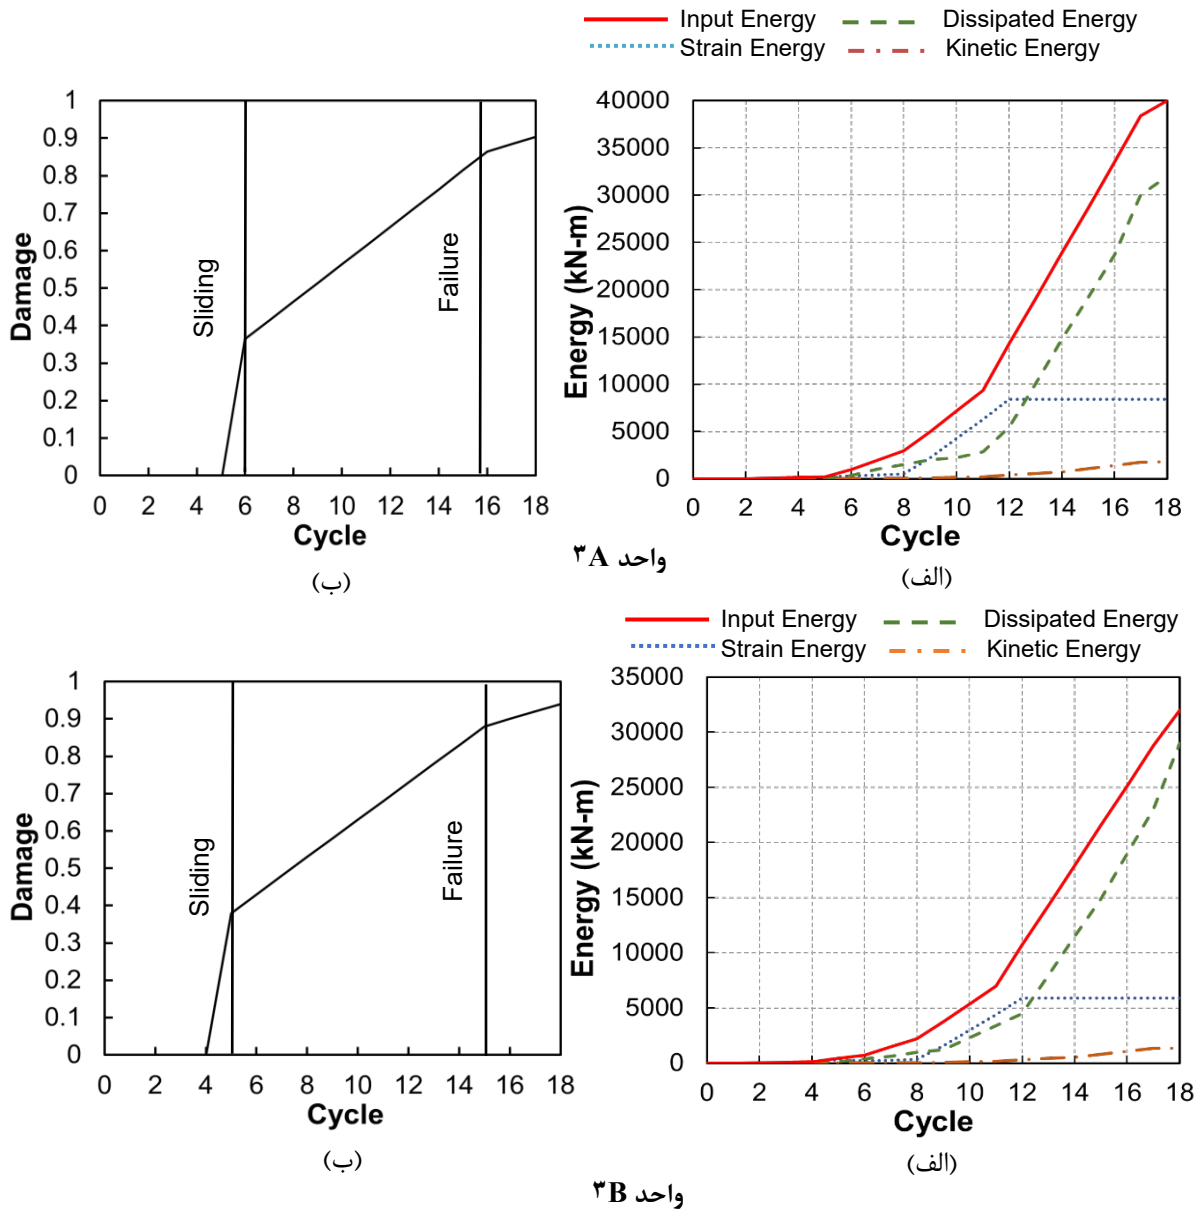 Input Energy Dissipated Energy
Strain Energy Kinetic Energy
Damage
1
0.9
0.8
0.7
0.6
0.5
0.4
0.3
0.2
0.1
0
Sliding
Failure
0 2 4 6 8 10 12 14 16 18
Cycle
(ب)
Energy (kN-m)
40000
35000
30000
25000
20000
15000
10000
5000
0
0 2 4 6 8 10 12 14 16 18
Cycle
(الف)
واحد ۳A
Input Energy Dissipated Energy
Strain Energy Kinetic Energy
Damage
1
0.9
0.8
0.7
0.6
0.5
0.4
0.3
0.2
0.1
0
Sliding
Failure
0 2 4 6 8 10 12 14 16 18
Cycle
(ب)
Energy (kN-m)
35000
30000
25000
20000
15000
10000
5000
0
0 2 4 6 8 10 12 14 16 18
Cycle
(الف)
واحد ۳B